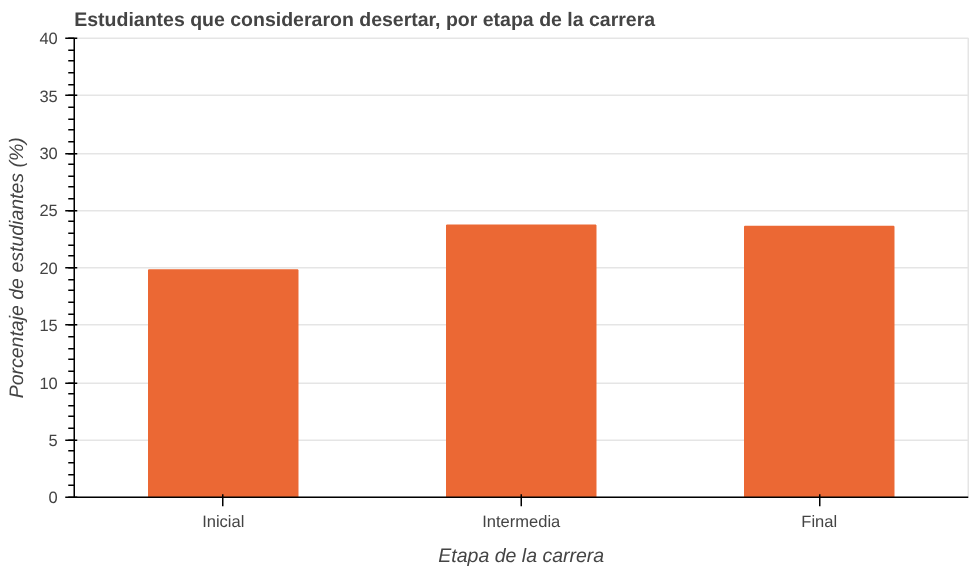 Estudiantes que consideraron desertar, por etapa de la carrera
Porcentaje de estudiantes (%)
40
35
30
25
20
15
10
5
0
Inicial
Intermedia
Final
Etapa de la carrera